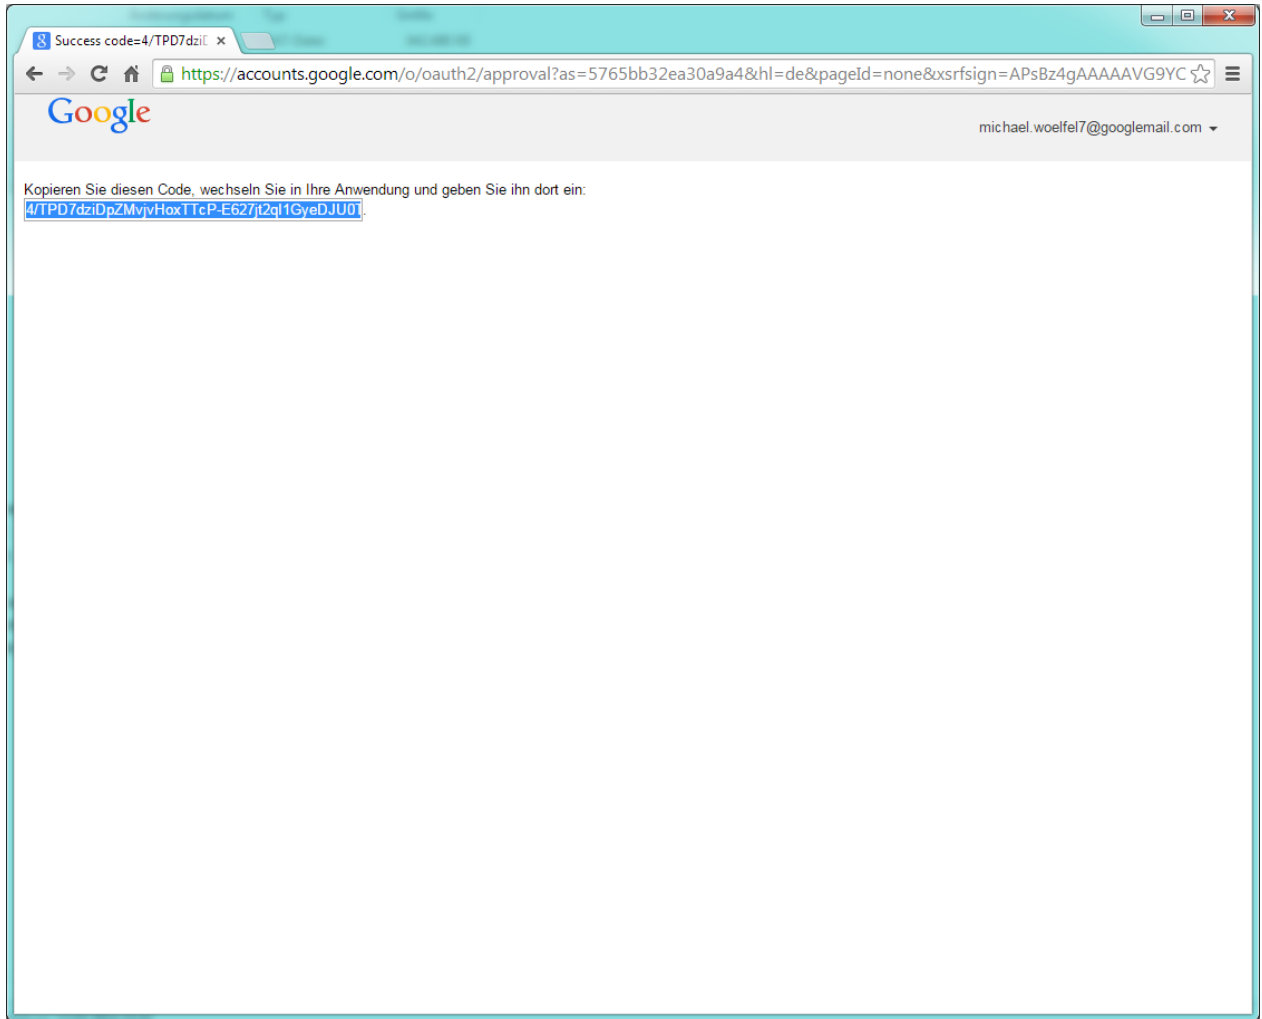 Success code=4/TPD7dzi
https://accounts.google.com/o/oauth2/approval?as=5765bb32ea30a9a4&hl=de&pageId=none&xsrfsign=APsBz4gAAAAAVG9YC
Google
michael.woelfel7@googlemail.com
Kopieren Sie diesen Code, wechseln Sie in Ihre Anwendung und geben Sie ihn dort ein:
4/TPD7dziDpZMvjvHoxTTcP-E627jt2ql1GyeDJU0T.